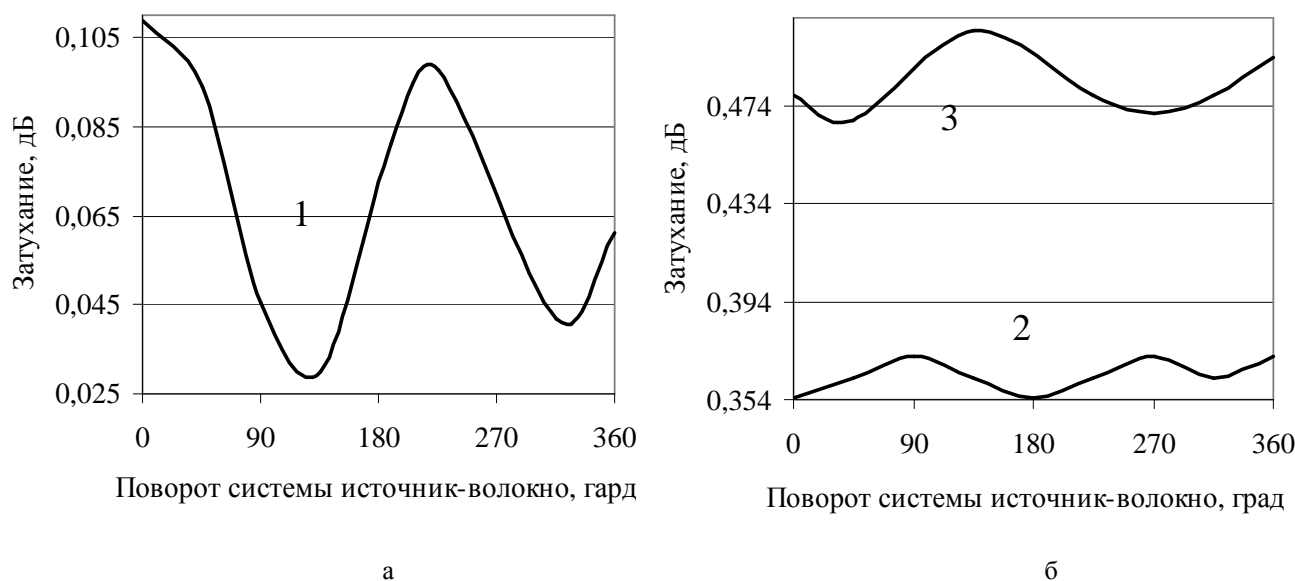 0,105
0,085
0,065
0,045
0,025
Затухание, дБ
1
0 90 180 270 360
Поворот системы источник-волокно, гард
а
0,474
0,434
0,394
0,354
Затухание, дБ
3
2
0 90 180 270 360
Поворот системы источник-волокно, град
б